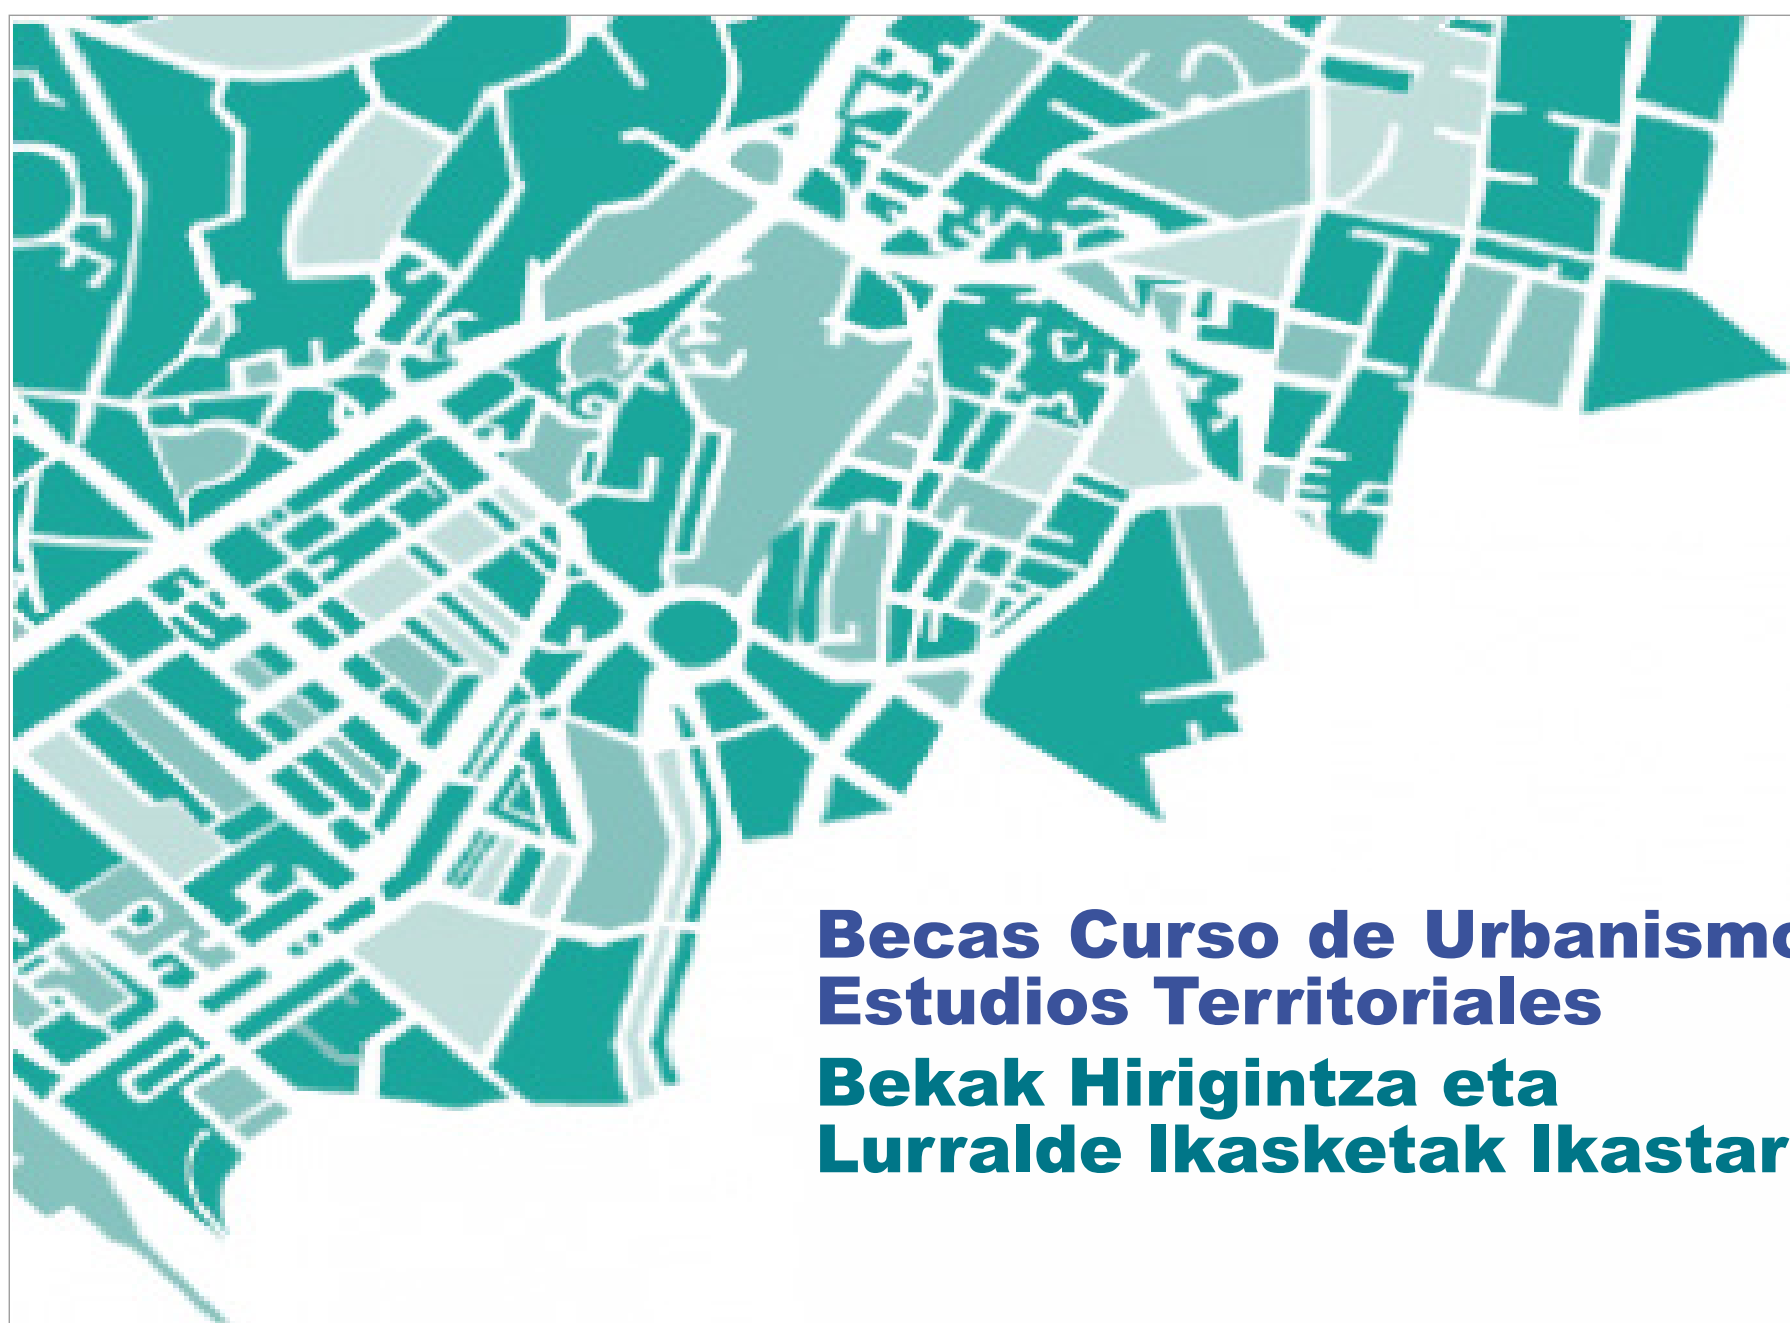 Becas Curso de Urbanismo
Estudios Territoriales
Bekak Hirigintza eta
Lurralde Ikasketak Ikastar